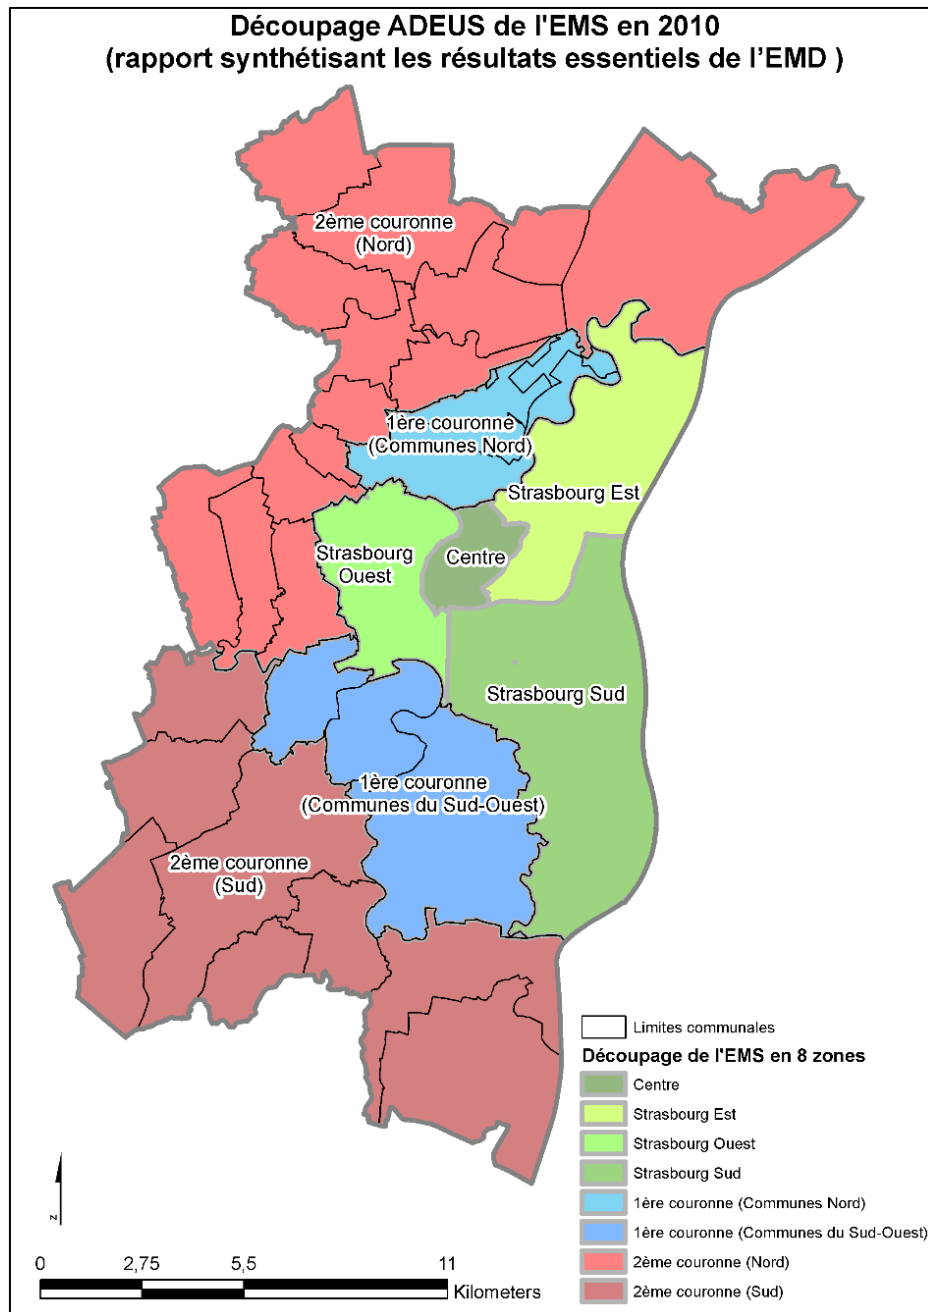 Découpage ADEUS de l'EMS en 2010
(rapport synthétisant les résultats essentiels de l’EMD )
2ème couronne
(Nord)
1ère couronne
(Communes Nord)
Strasbourg Est
Strasbourg
Ouest
Centre
Strasbourg Sud
1ère couronne
(Communes du Sud-Ouest)
2ème couronne
(Sud)
Limites communales
Découpage de l'EMS en 8 zones
Centre
Strasbourg Est
Strasbourg Ouest
Strasbourg Sud
1ère couronne (Communes Nord)
1ère couronne (Communes du Sud-Ouest)
2ème couronne (Nord)
2ème couronne (Sud)
N
0 2,75 5,5 11
Kilometers